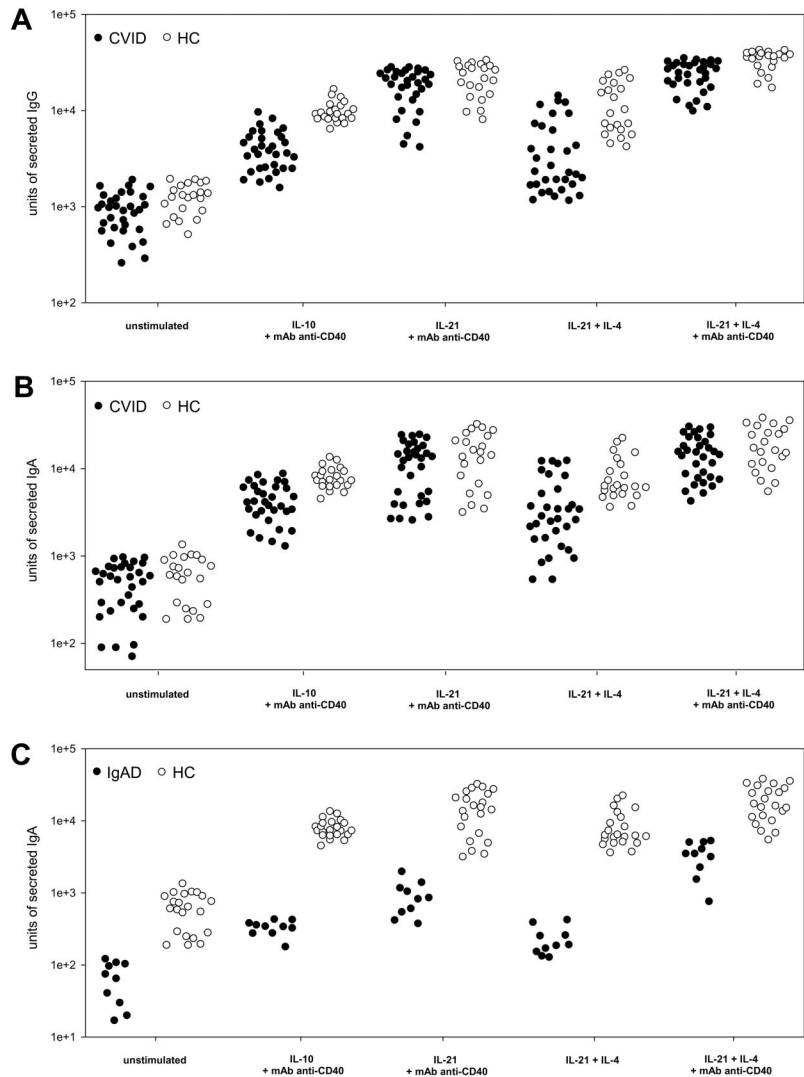 A
CVID HC
units of secreted IgG
1e+5
1e+4
1e+3
1e+2
unstimulated
IL-10
+ mAb anti-CD40
IL-21
+ mAb anti-CD40
IL-21 + IL-4
IL-21 + IL-4
+ mAb anti-CD40
B
CVID HC
units of secreted IgA
1e+5
1e+4
1e+3
1e+2
unstimulated
IL-10
+ mAb anti-CD40
IL-21
+ mAb anti-CD40
IL-21 + IL-4
IL-21 + IL-4
+ mAb anti-CD40
C
IgAD HC
units of secreted IgA
1e+5
1e+4
1e+3
1e+2
1e+1
unstimulated
IL-10
+ mAb anti-CD40
IL-21
+ mAb anti-CD40
IL-21 + IL-4
IL-21 + IL-4
+ mAb anti-CD40